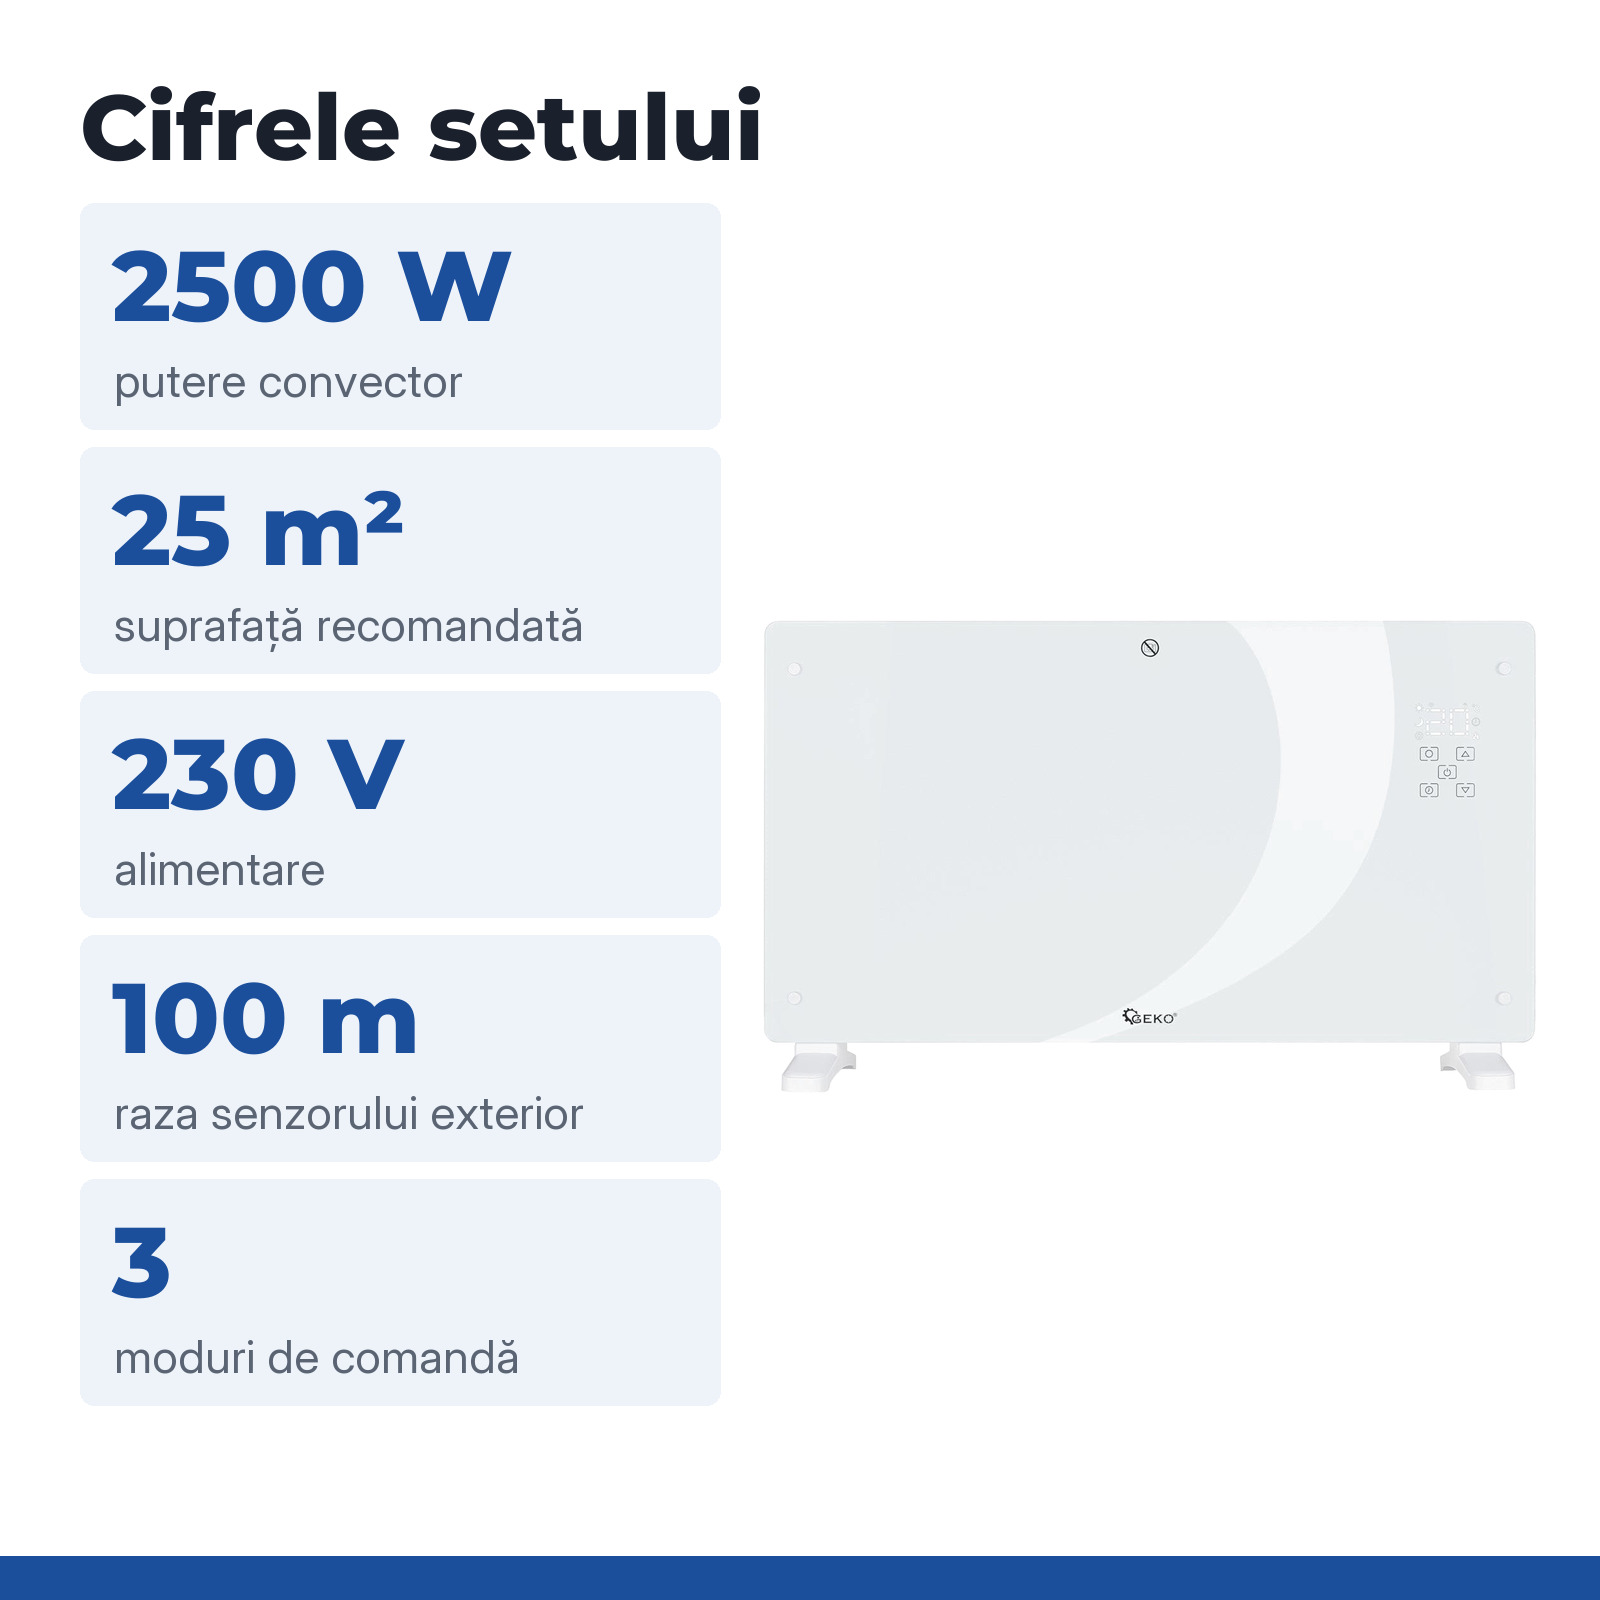 Cifrele setului
2500 W
putere convector
25 m²
suprafață recomandată
230 V
alimentare
100 m
raza senzorului exterior
3
moduri de comandă
GEKO®